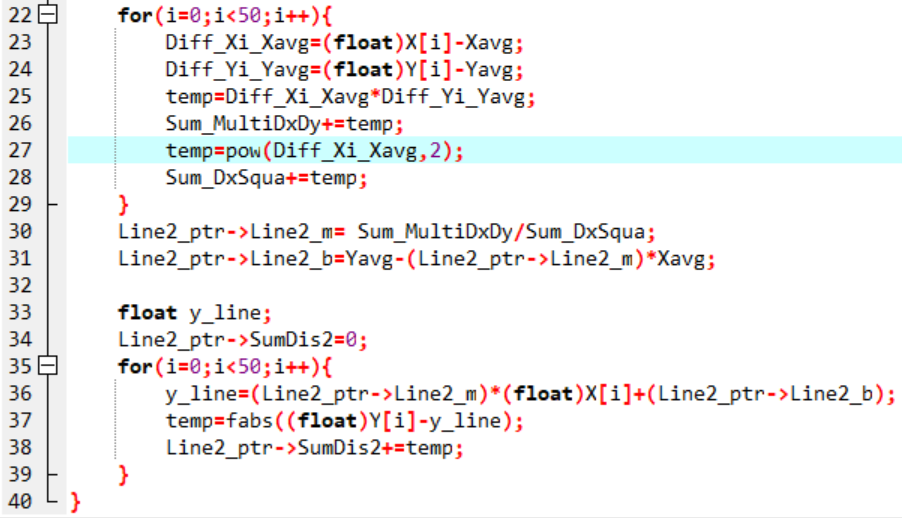 22 for(i=0;i<50;i++){
23 Diff_Xi_Xavg=(float)X[i]-Xavg;
24 Diff_Yi_Yavg=(float)Y[i]-Yavg;
25 temp=Diff_Xi_Xavg*Diff_Yi_Yavg;
26 Sum_MultiDxDy+=temp;
27 temp=pow(Diff_Xi_Xavg,2);
28 Sum_DxSqua+=temp;
29 }
30 Line2_ptr->Line2_m= Sum_MultiDxDy/Sum_DxSqua;
31 Line2_ptr->Line2_b=Yavg-(Line2_ptr->Line2_m)*Xavg;
32
33 float y_line;
34 Line2_ptr->SumDis2=0;
35 for(i=0;i<50;i++){
36 y_line=(Line2_ptr->Line2_m)*(float)X[i]+(Line2_ptr->Line2_b);
37 temp=fabs((float)Y[i]-y_line);
38 Line2_ptr->SumDis2+=temp;
39 }
40 }